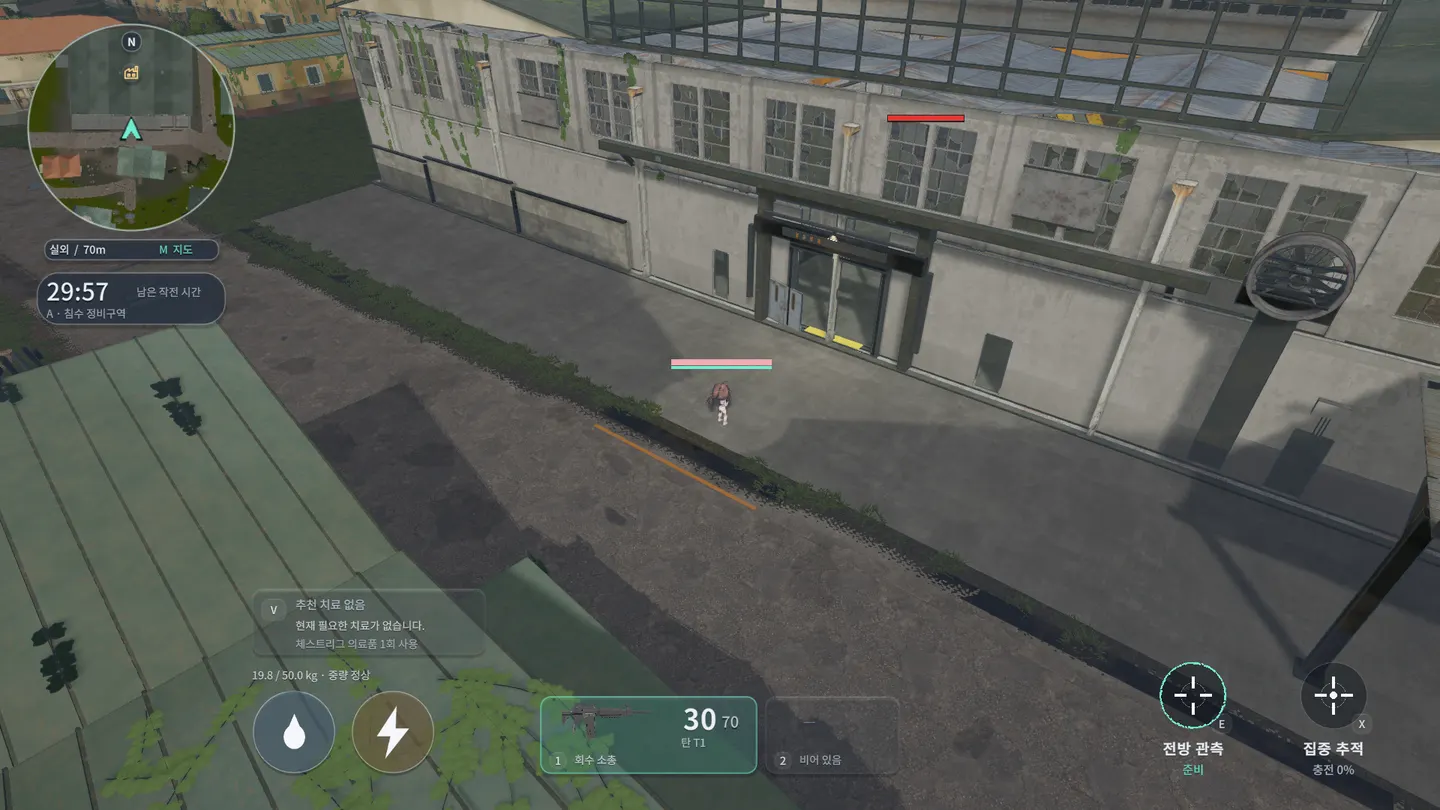 N
실외 / 70m
M 지도
29:57
남은 작전 시간
A · 침수 정비구역
V
추천 치료 없음
현재 필요한 치료가 없습니다.
체스트리그 의료품 1회 사용
19.8 / 50.0 kg · 중량 정상
30 70
탄 T1
1 회수 소총
2 비어 있음
E
전방 관측
준비
X
집중 추적
충전 0%